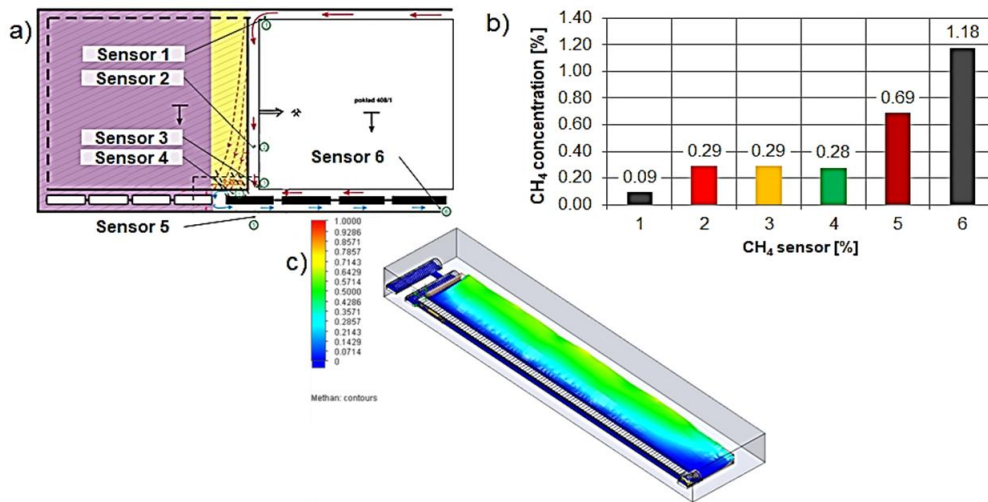 a)
Sensor 1
Sensor 2
Sensor 3
Sensor 4
Sensor 5
Sensor 6
pokład 408/1
b)
CH₄ concentration [%]
1.40
1.20
1.00
0.80
0.60
0.40
0.20
0.00
0.09
0.29
0.29
0.28
0.69
1.18
1 2 3 4 5 6
CH₄ sensor [%]
c)
1.0000
0.9286
0.8571
0.7857
0.7143
0.6429
0.5714
0.5000
0.4286
0.3571
0.2857
0.2143
0.1429
0.0714
0
Methan: contours